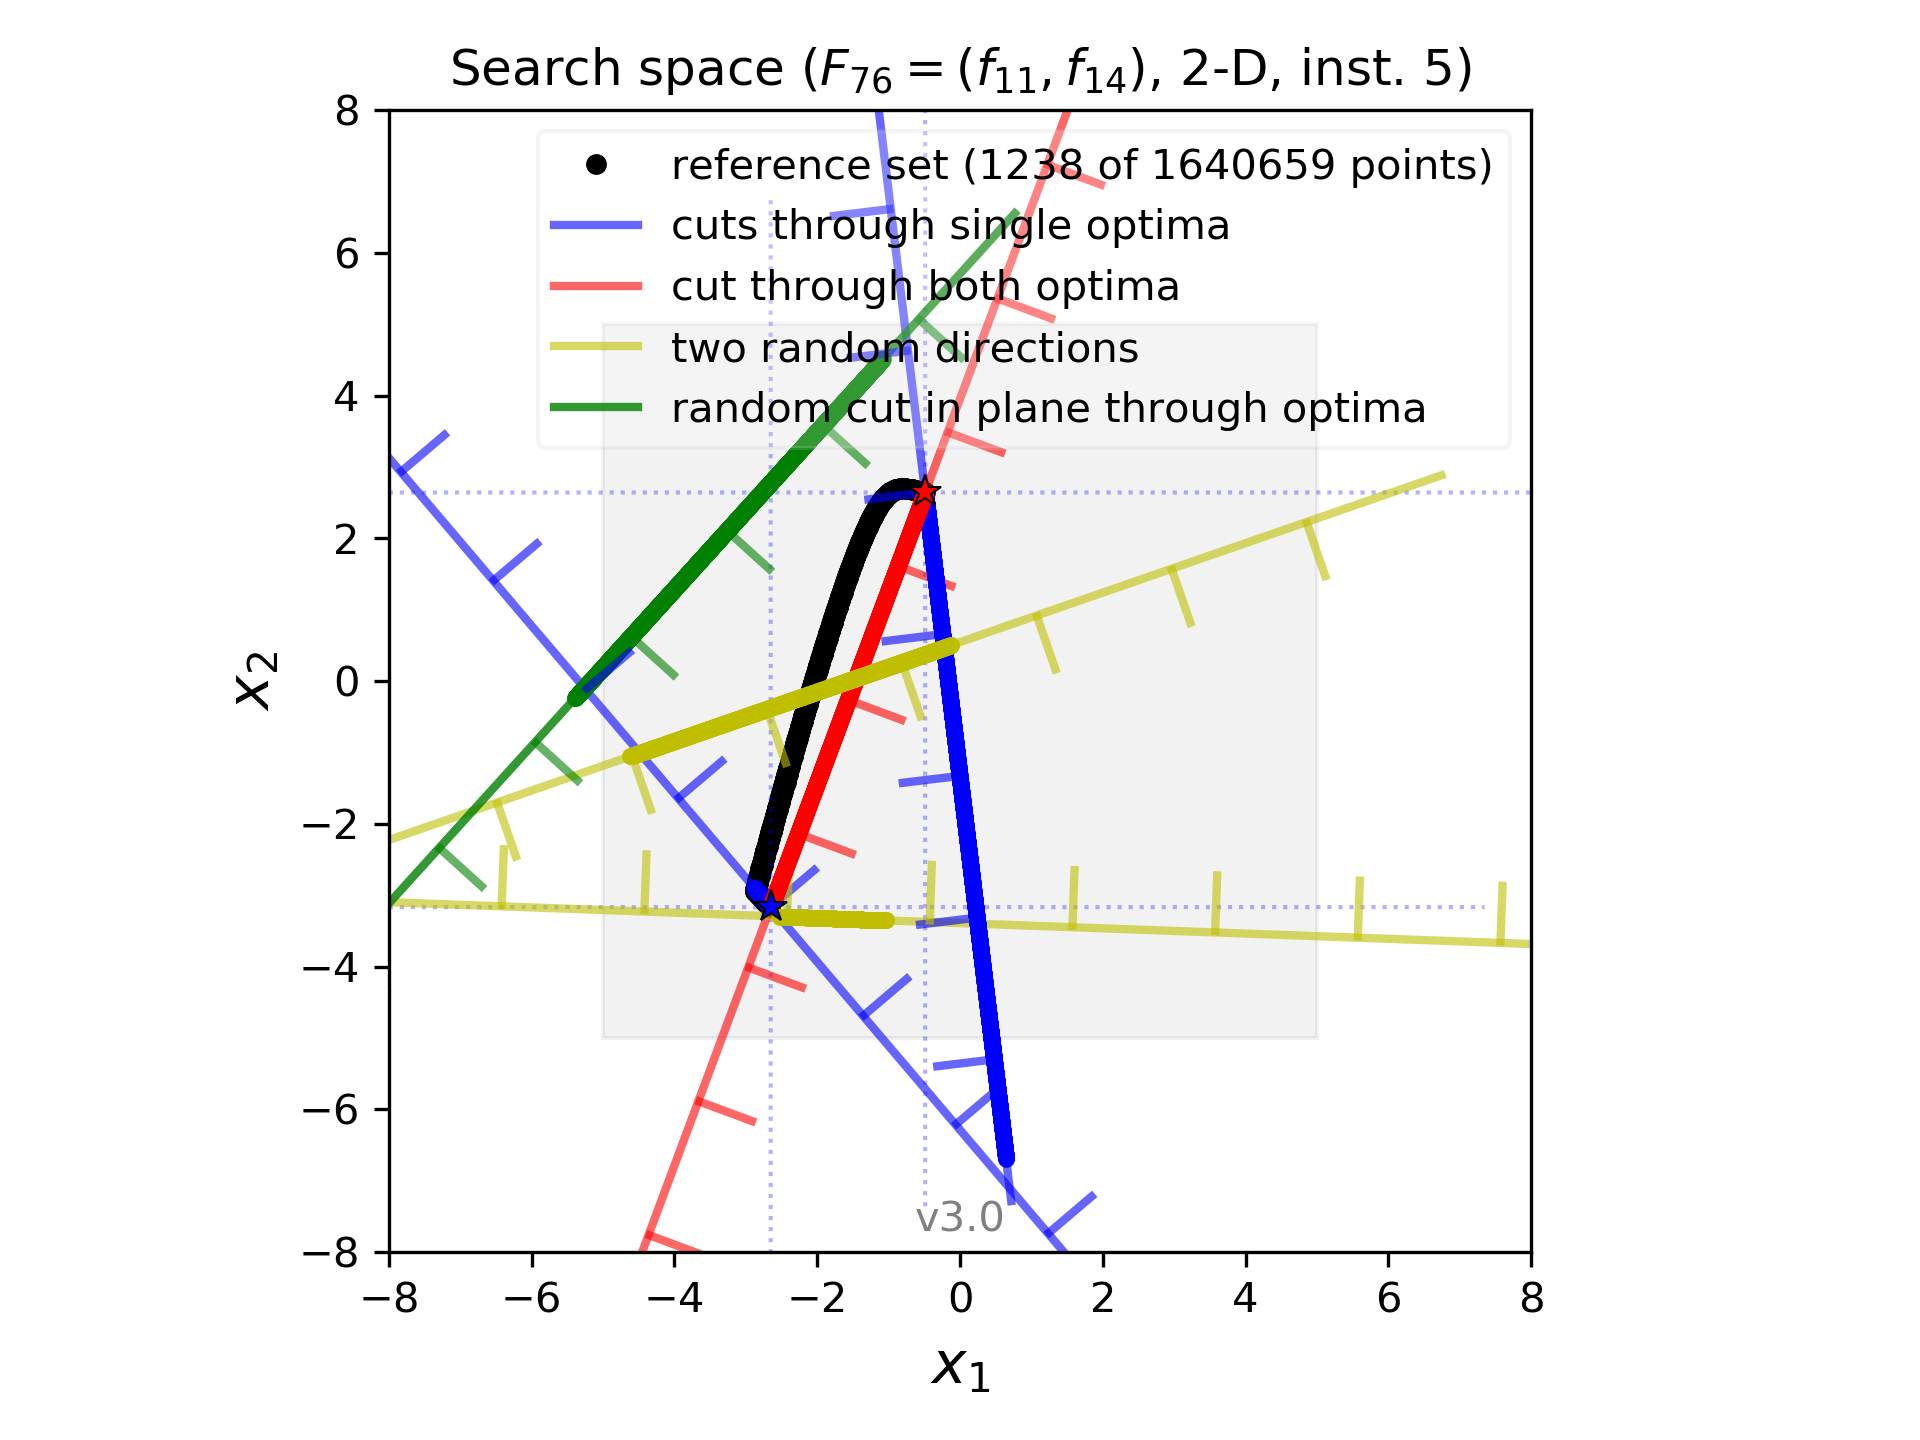 Search space (F₇₆ = (f₁₁, f₁₄), 2-D, inst. 5)
reference set (1238 of 1640659 points)
cuts through single optima
cut through both optima
two random directions
random cut in plane through optima
8
6
4
2
0
−2
−4
−6
−8
x₂
v3.0
−8 −6 −4 −2 0 2 4 6 8
x₁